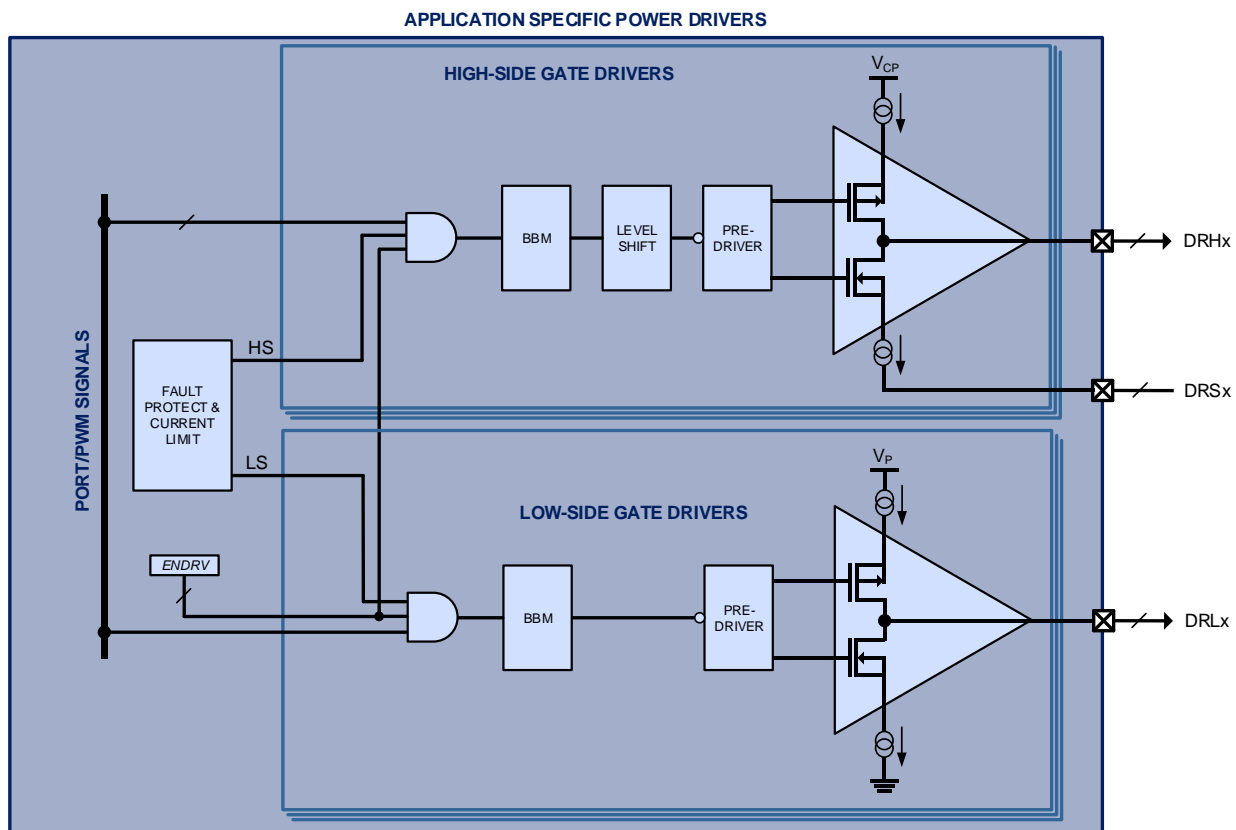 APPLICATION SPECIFIC POWER DRIVERS
HIGH-SIDE GATE DRIVERS
VCP
BBM
LEVEL
SHIFT
PRE-
DRIVER
DRHx
PORT/PWM SIGNALS
HS
FAULT
PROTECT &
CURRENT
LIMIT
DRSx
LS
VP
LOW-SIDE GATE DRIVERS
ENDRV
BBM
PRE-
DRIVER
DRLx